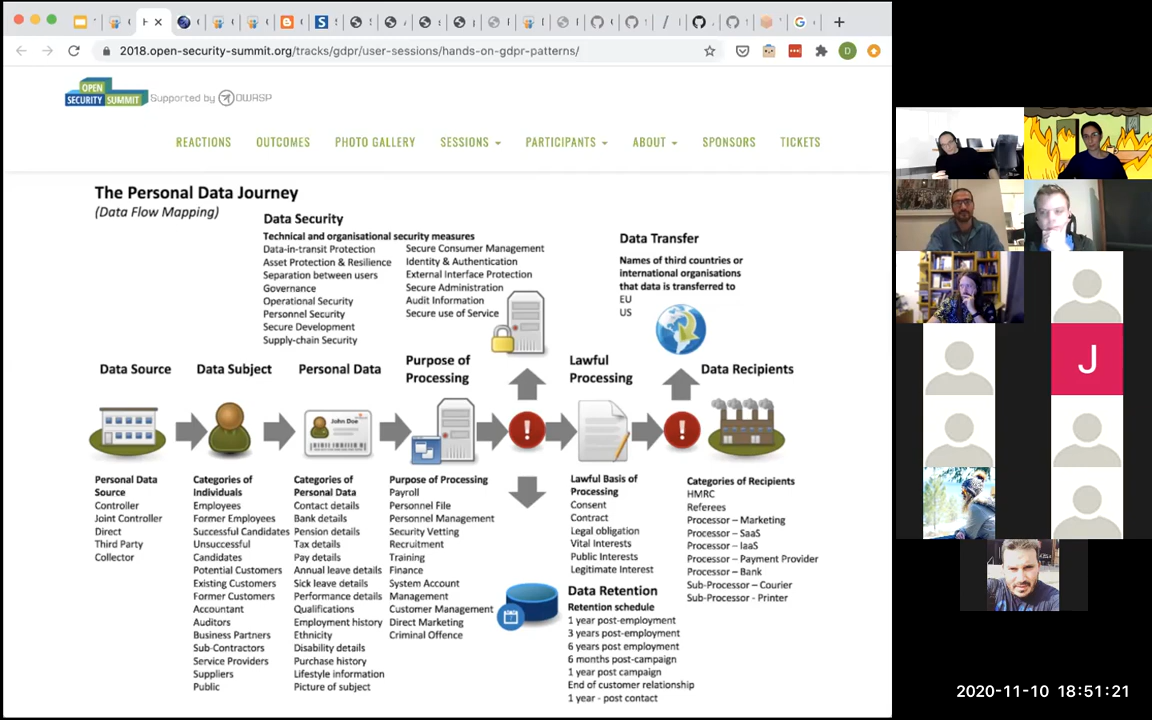 2018.open-security-summit.org/tracks/gdpr/user-sessions/hands-on-gdpr-patterns/
D
OPEN
SECURITY SUMMIT
Supported by OWASP
REACTIONS
OUTCOMES
PHOTO GALLERY
SESSIONS
PARTICIPANTS
ABOUT
SPONSORS
TICKETS
The Personal Data Journey
(Data Flow Mapping)
Data Security
Technical and organisational security measures
Data-in-transit Protection
Asset Protection & Resilience
Separation between users
Governance
Operational Security
Personnel Security
Secure Development
Supply-chain Security
Secure Consumer Management
Identity & Authentication
External Interface Protection
Secure Administration
Audit Information
Secure use of Service
Data Transfer
Names of third countries or
international organisations
that data is transferred to
EU
US
Data Source
Data Subject
Personal Data
Purpose of
Processing
Lawful
Processing
Data Recipients
John Doe
Personal Data
Source
Controller
Joint Controller
Direct
Third Party
Collector
Categories of
Individuals
Employees
Former Employees
Successful Candidates
Unsuccessful
Candidates
Potential Customers
Existing Customers
Former Customers
Accountant
Auditors
Business Partners
Sub-Contractors
Service Providers
Suppliers
Public
Categories of
Personal Data
Contact details
Bank details
Pension details
Tax details
Pay details
Annual leave details
Sick leave details
Performance details
Qualifications
Employment history
Ethnicity
Disability details
Purchase history
Lifestyle information
Picture of subject
Purpose of Processing
Payroll
Personnel File
Personnel Management
Security Vetting
Recruitment
Training
Finance
System Account
Management
Customer Management
Direct Marketing
Criminal Offence
Lawful Basis of
Processing
Consent
Contract
Legal obligation
Vital Interests
Public Interests
Legitimate Interest
Data Retention
Retention schedule
1 year post-employment
3 years post-employment
6 years post employment
6 months post-campaign
1 year post campaign
End of customer relationship
1 year - post contact
Categories of Recipients
HMRC
Referees
Processor – Marketing
Processor – SaaS
Processor – IaaS
Processor – Payment Provider
Processor – Bank
Sub-Processor – Courier
Sub-Processor - Printer
J
2020-11-10 18:51:21